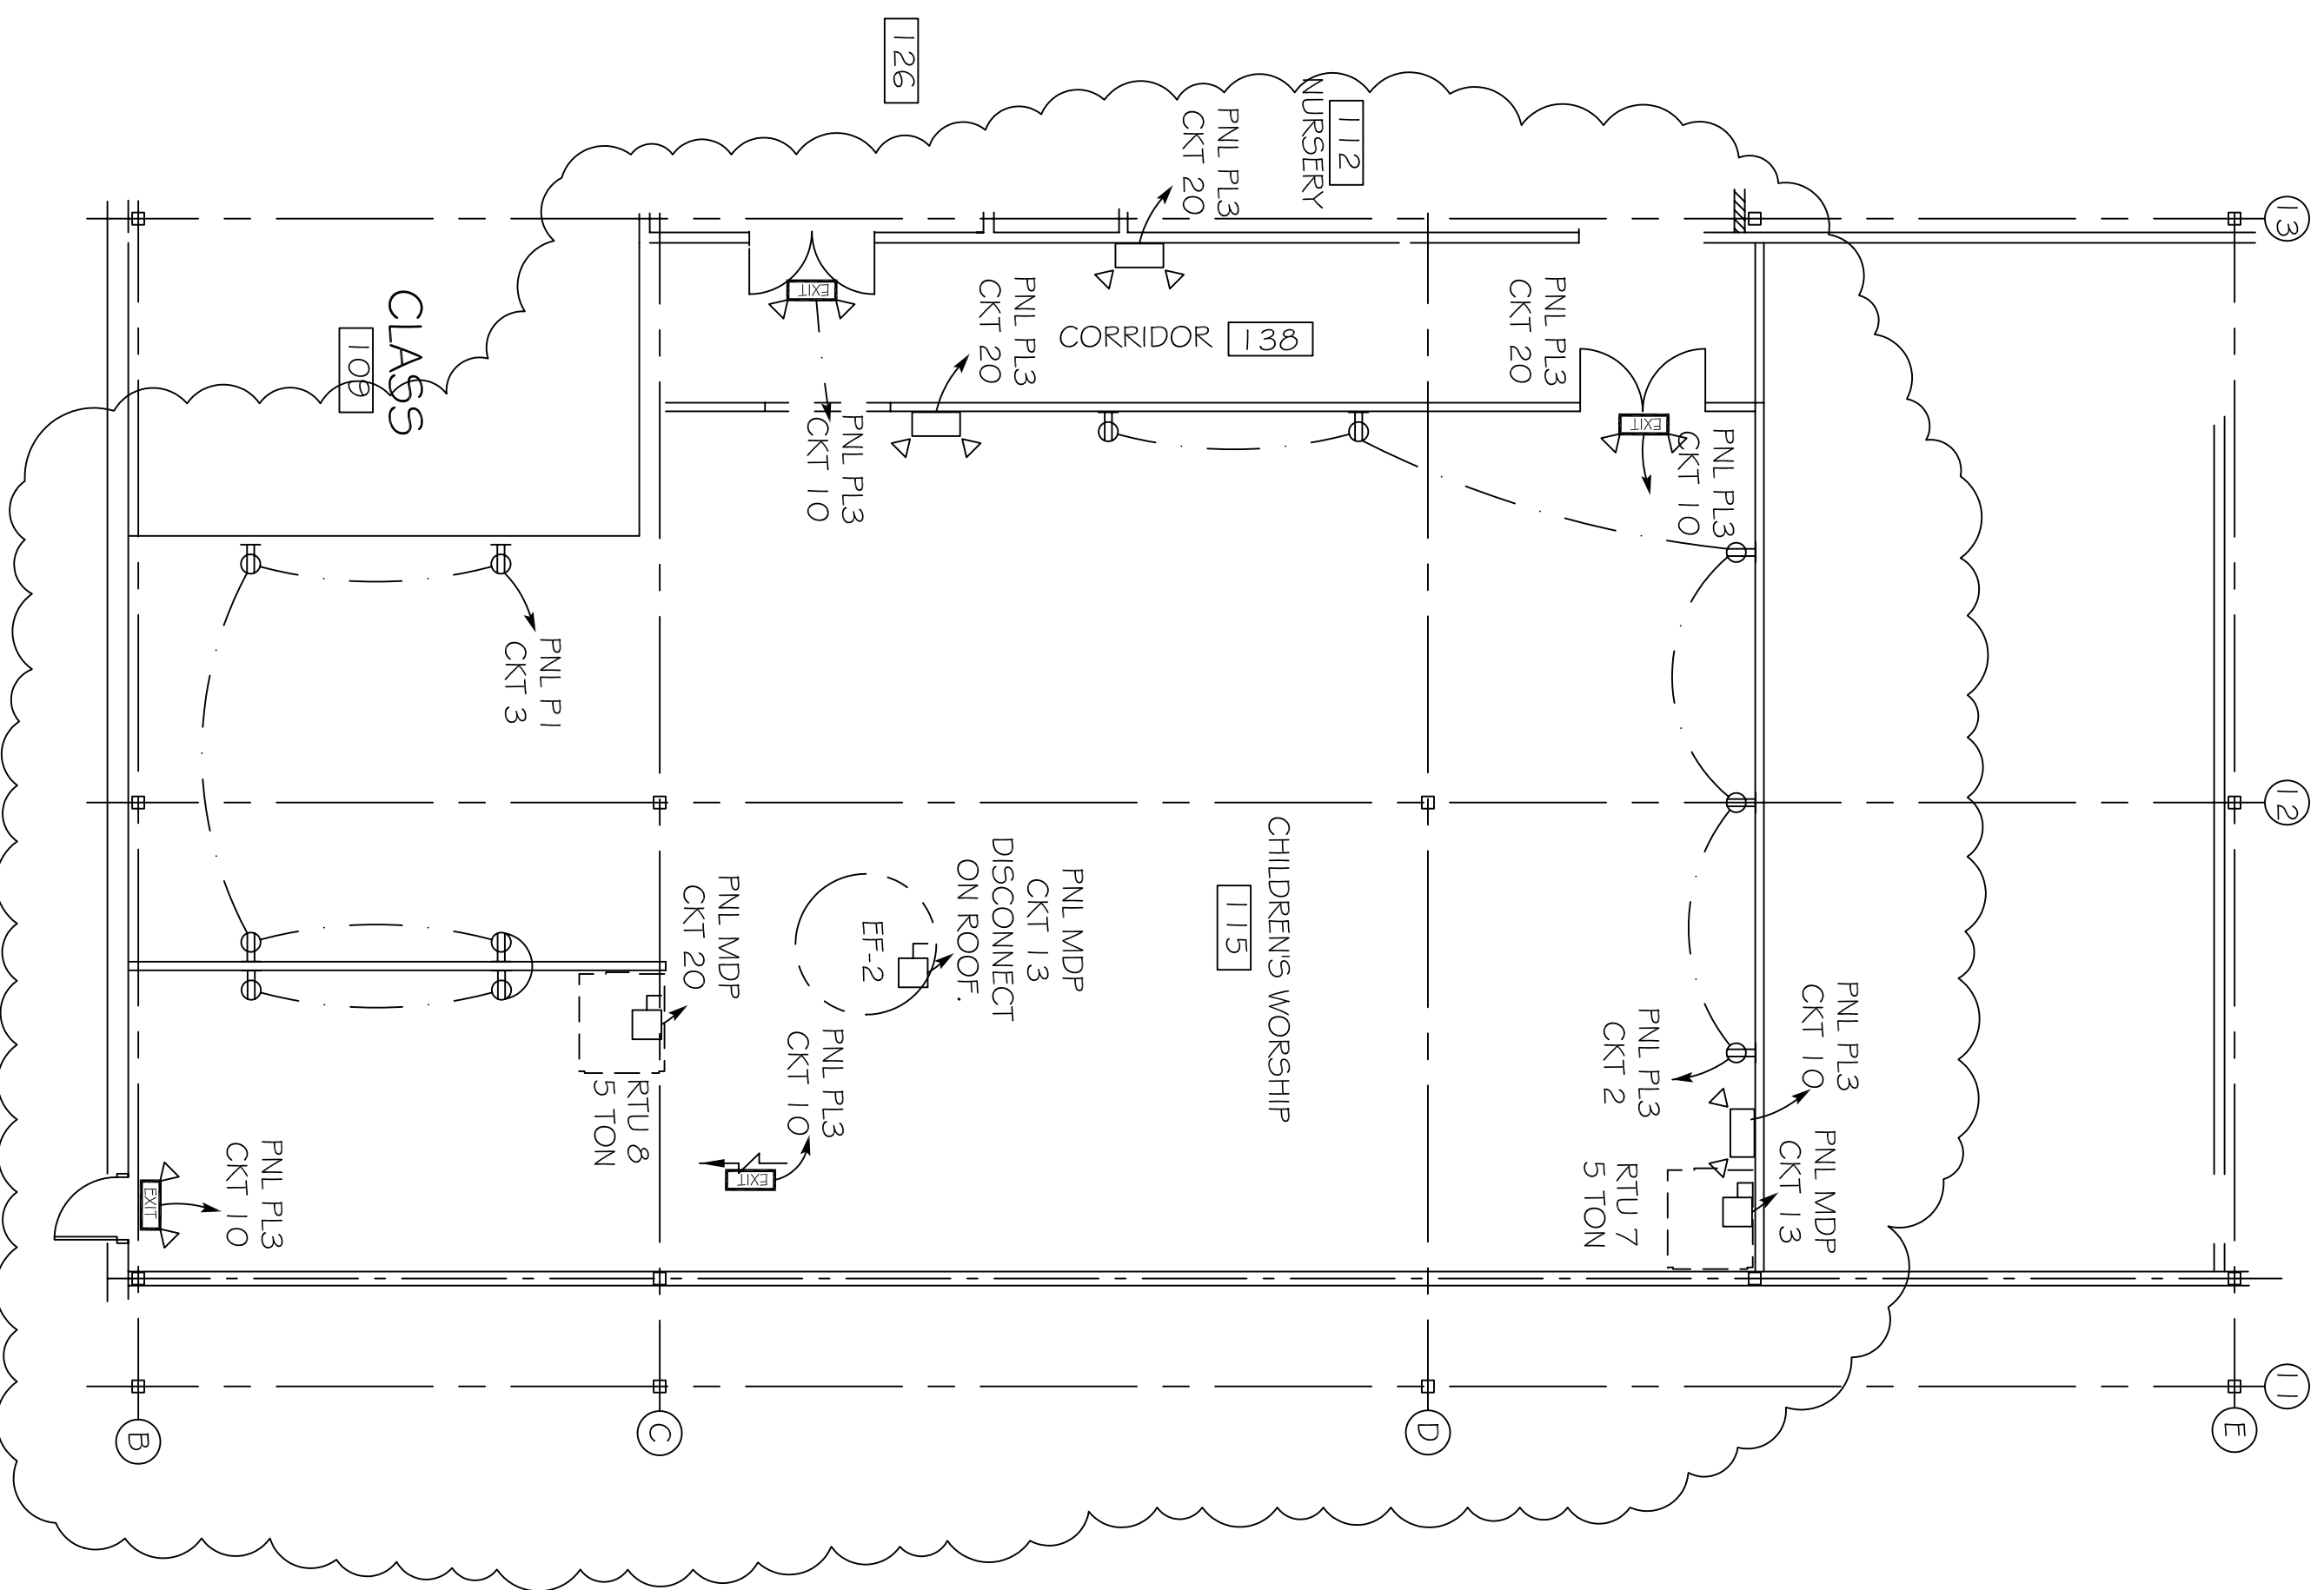 126
112
NURSERY
PNL PL3
CKT 20
13
CLASS
109
PNL PL3
CKT 20
CORRIDOR 138
PNL PL3
CKT 20
EXIT
PNL PL3
CKT 10
EXIT
PNL PL3
CKT 10
PNL P1
CKT 3
12
CHILDREN'S WORSHIP
115
PNL MDP
CKT 13
DISCONNECT
ON ROOF.
EF-2
PNL MDP
CKT 20
RTU 8
5 TON
PNL PL3
CKT 10
EXIT
PNL PL3
CKT 2
PNL PL3
CKT 10
PNL MDP
CKT 13
RTU 7
5 TON
PNL PL3
CKT 10
EXIT
11
B
C
D
E